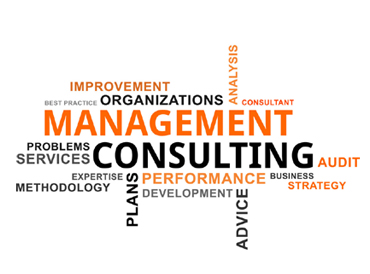 ANALYSIS
IMPROVEMENT
BEST PRACTICE ORGANIZATIONS CONSULTANT
MANAGEMENT
PROBLEMS CONSULTING
SERVICES AUDIT
EXPERTISE PERFORMANCE BUSINESS
METHODOLOGY STRATEGY
PLANS DEVELOPMENT
ADVICE